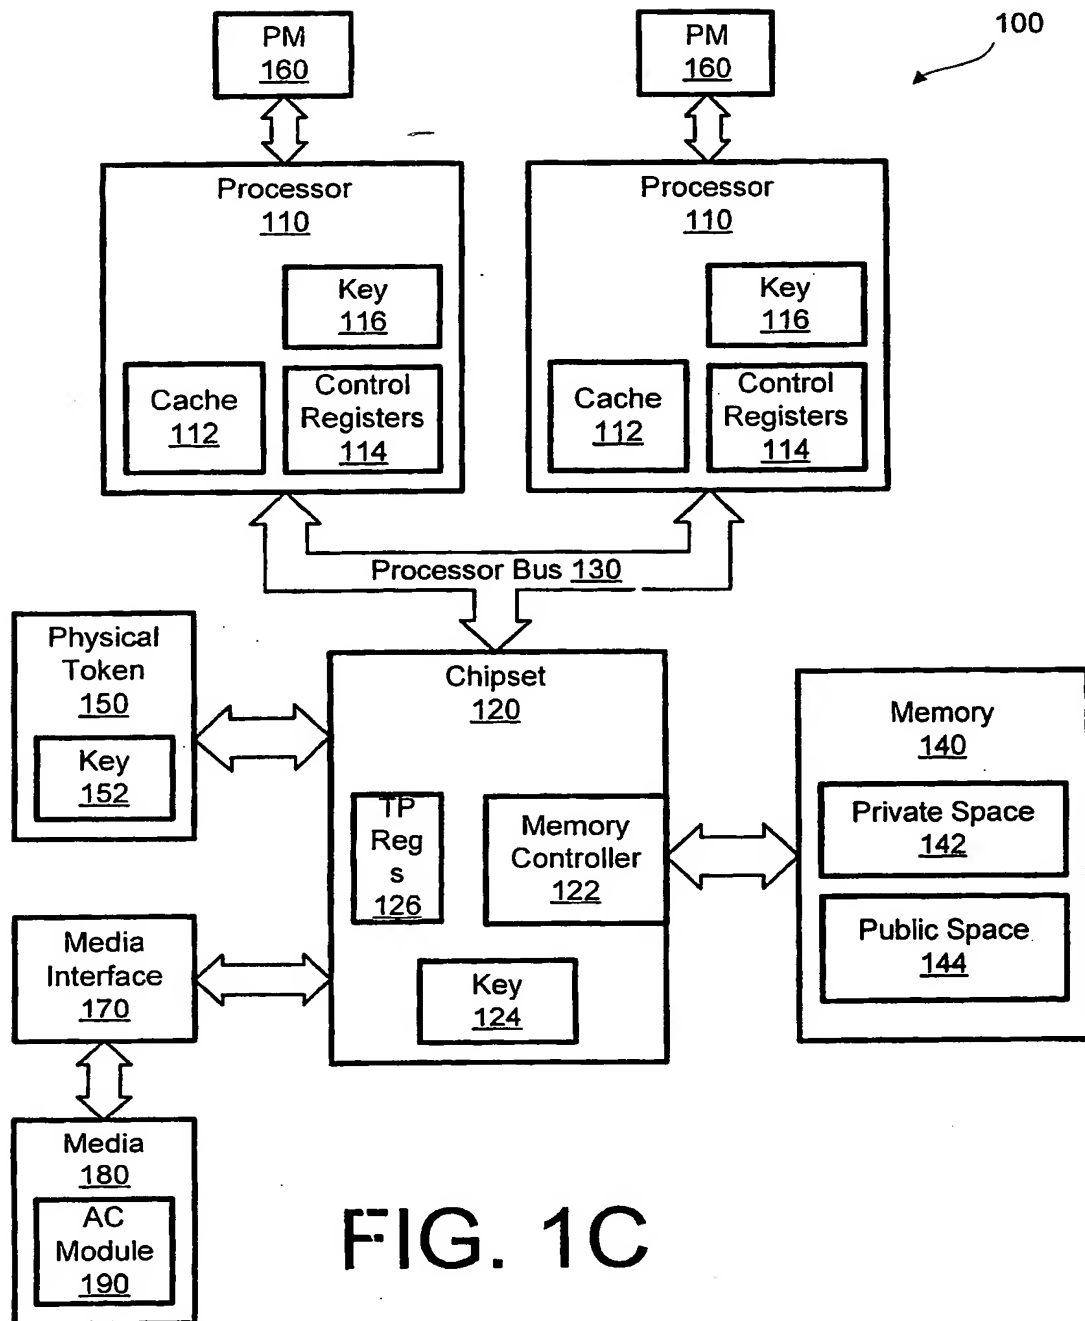 100
PM
160
PM
160
Processor
110
Key
116
Cache
112
Control
Registers
114
Processor
110
Key
116
Cache
112
Control
Registers
114
Processor Bus 130
Physical
Token
150
Key
152
Chipset
120
TP
Reg
s
126
Memory
Controller
122
Key
124
Memory
140
Private Space
142
Public Space
144
Media
Interface
170
Media
180
AC
Module
190
FIG. 1C